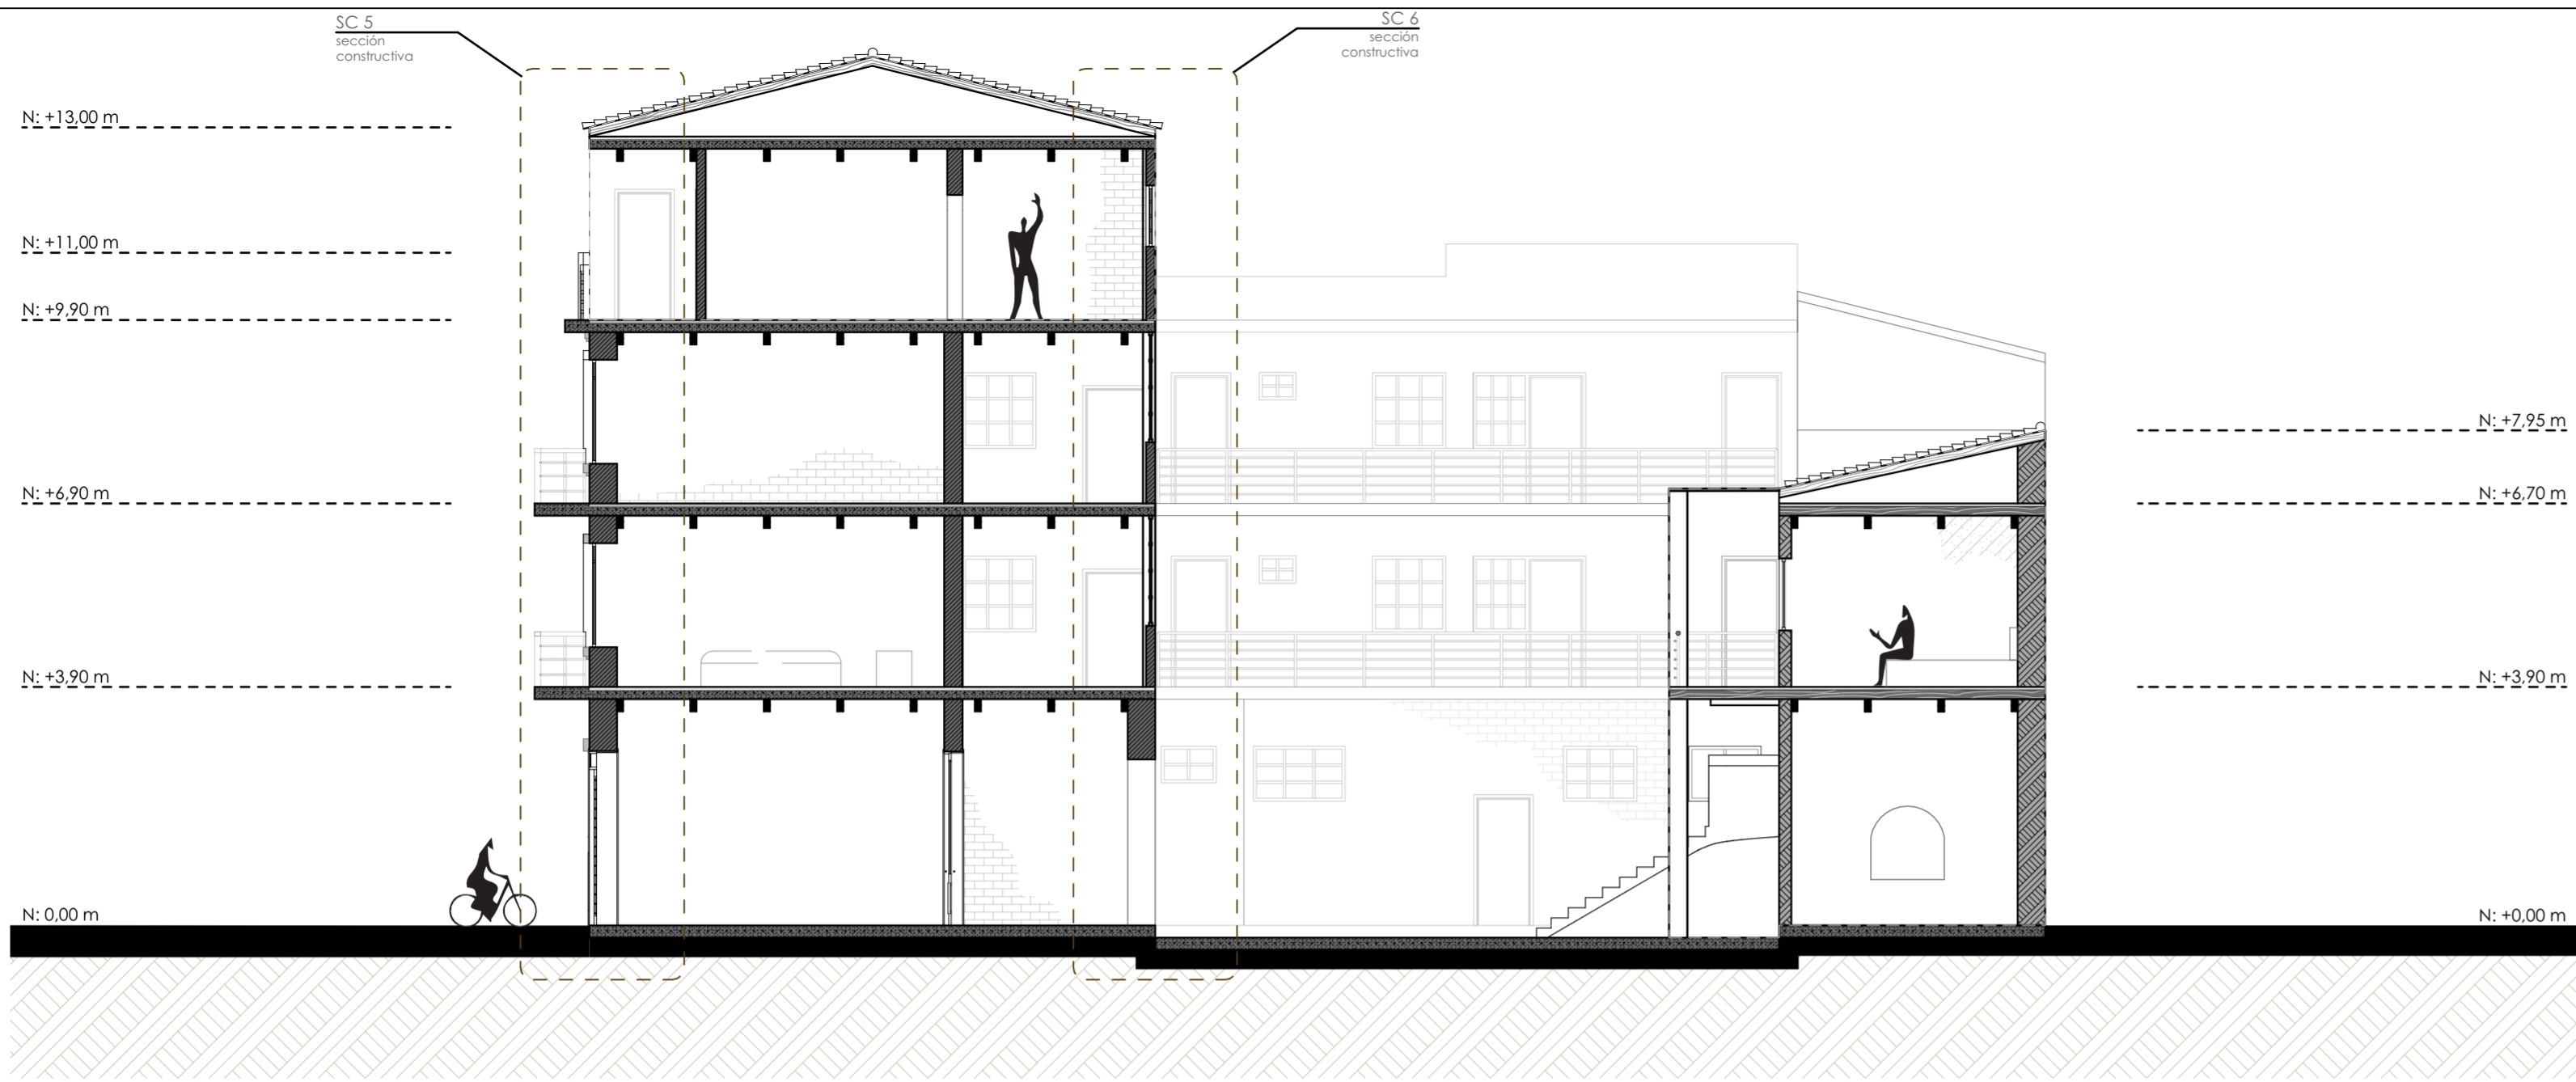 SC 5
sección
constructiva
SC 6
sección
constructiva
N: +13,00 m
N: +11,00 m
N: +9,90 m
N: +7,95 m
N: +6,90 m
N: +6,70 m
N: +3,90 m
N: +3,90 m
N: 0,00 m
N: +0,00 m